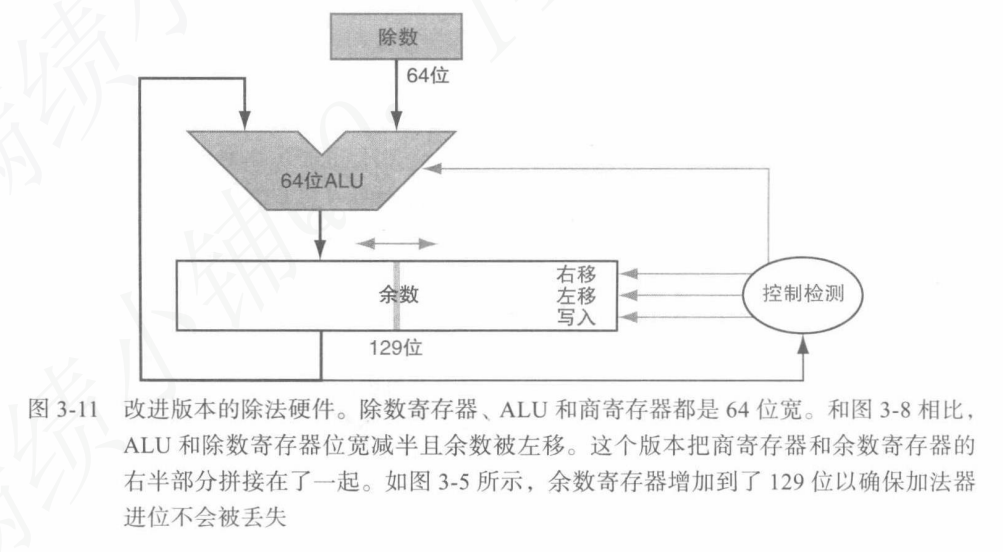 除数
64位
64位ALU
余数
右移
左移
写入
控制检测
129位
图 3-11 改进版本的除法硬件。除数寄存器、ALU 和商寄存器都是 64 位宽。和图 3-8 相比，
ALU 和除数寄存器位宽减半且余数被左移。这个版本把商寄存器和余数寄存器的
右半部分拼接在了一起。如图 3-5 所示，余数寄存器增加到了 129 位以确保加法器
进位不会被丢失